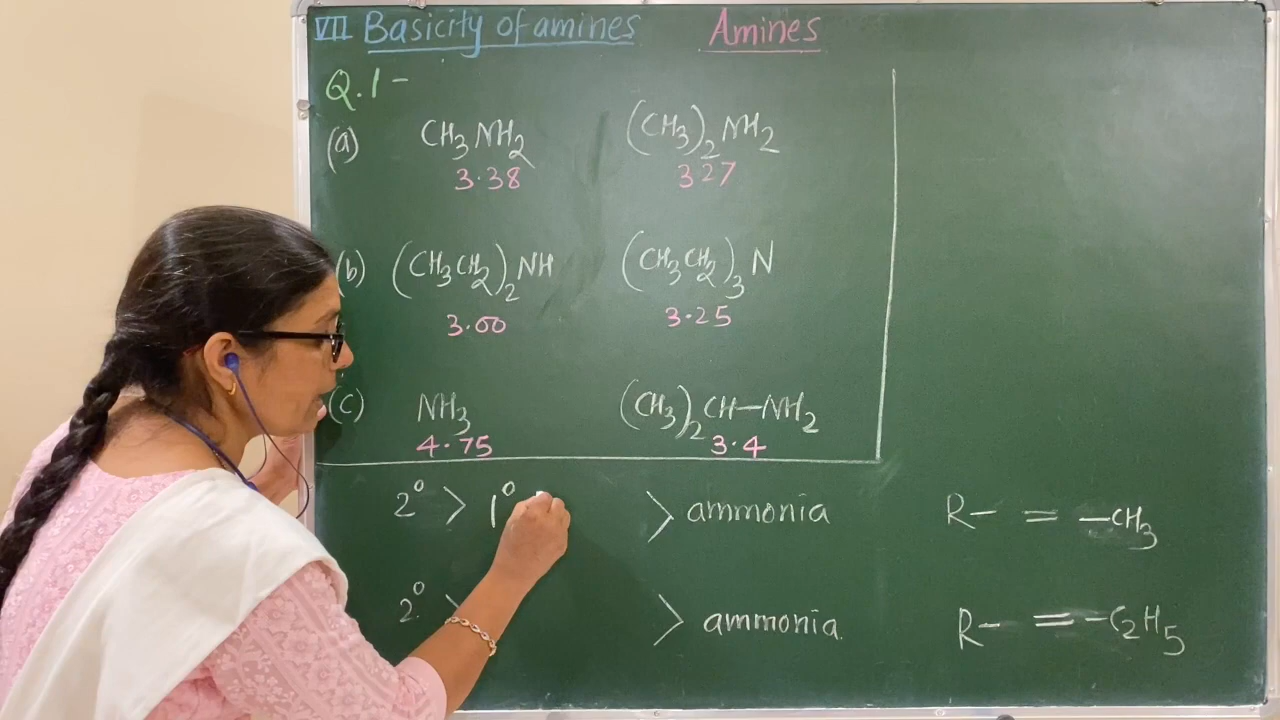 VII Basicity of amines Amines
Q.1-
(a) CH3NH2 (CH3)2NH2
3.38 3 27
(b) (CH3CH2)2NH (CH3CH2)3N
3.00 3.25
(c) NH3 (CH3)2CH-NH2
4.75 3.4
2° > 1° > ammonia R- = -CH3
2° > > ammonia R- = -C2H5